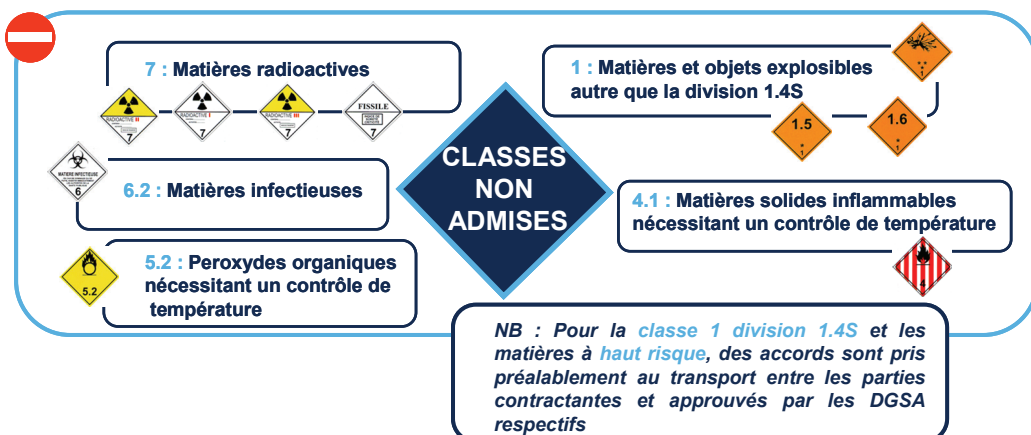 7 : Matières radioactives
RADIOACTIVE II
7
RADIOACTIVE I
7
RADIOACTIVE III
7
FISSILE
7
1 : Matières et objets explosibles
autre que la division 1.4S
1
1.5
1
1.6
1
CLASSES
NON
ADMISES
MATIERE INFECTIEUSE
6
6.2 : Matières infectieuses
4.1 : Matières solides inflammables
nécessitant un contrôle de température
4
5.2
5.2 : Peroxydes organiques
nécessitant un contrôle de
température
NB : Pour la classe 1 division 1.4S et les
matières à haut risque, des accords sont pris
préalablement au transport entre les parties
contractantes et approuvés par les DGSA
respectifs